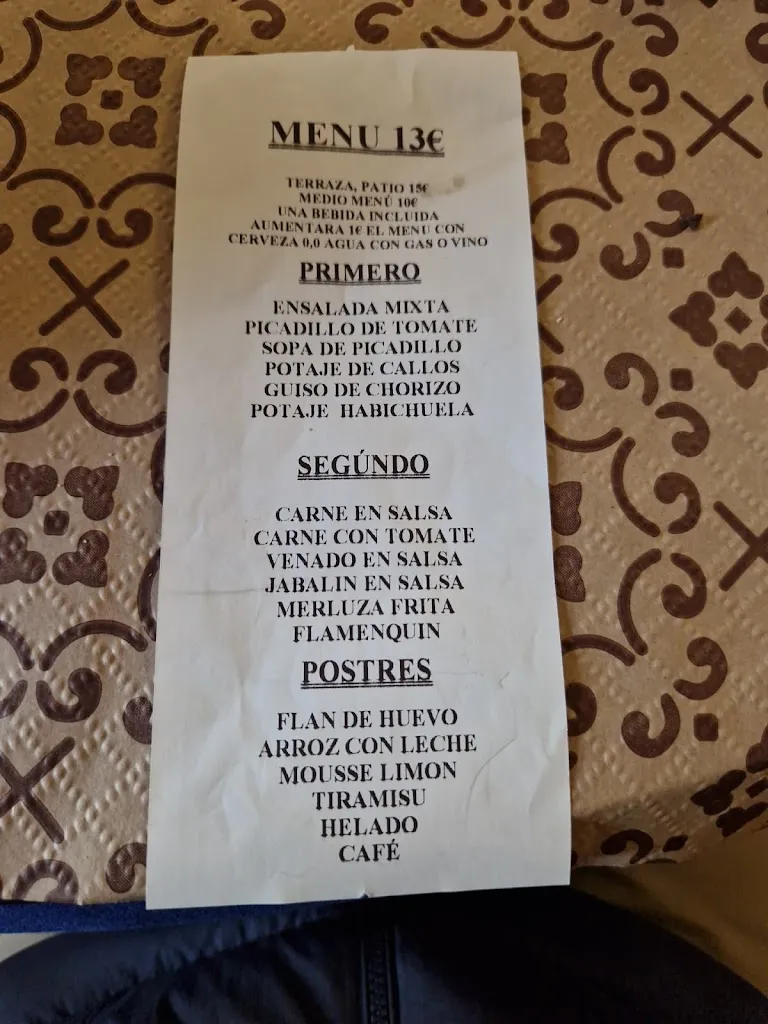 MENU 13€
TERRAZA, PATIO 15€
MEDIO MENÚ 10€
UNA BEBIDA INCLUIDA
AUMENTARA 1€ EL MENU CON
CERVEZA 0,0 AGUA CON GAS O VINO
PRIMERO
ENSALADA MIXTA
PICADILLO DE TOMATE
SOPA DE PICADILLO
POTAJE DE CALLOS
GUISO DE CHORIZO
POTAJE HABICHUELA
SEGÚNDO
CARNE EN SALSA
CARNE CON TOMATE
VENADO EN SALSA
JABALIN EN SALSA
MERLUZA FRITA
FLAMENQUIN
POSTRES
FLAN DE HUEVO
ARROZ CON LECHE
MOUSSE LIMON
TIRAMISU
HELADO
CAFÉ